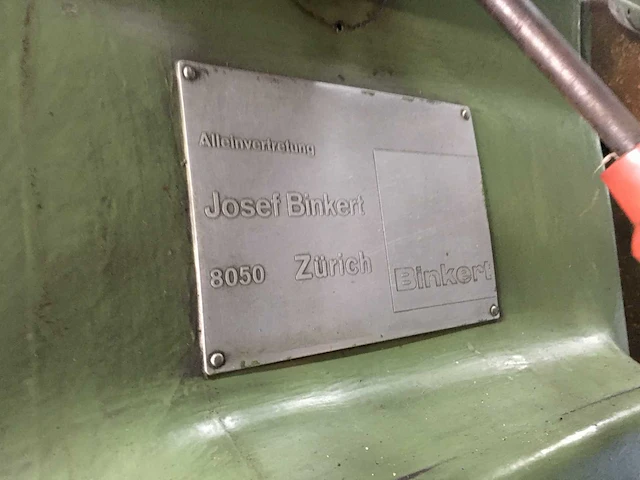 Alleinvertretung
Josef Binkert
8050 Zürich
Binkert